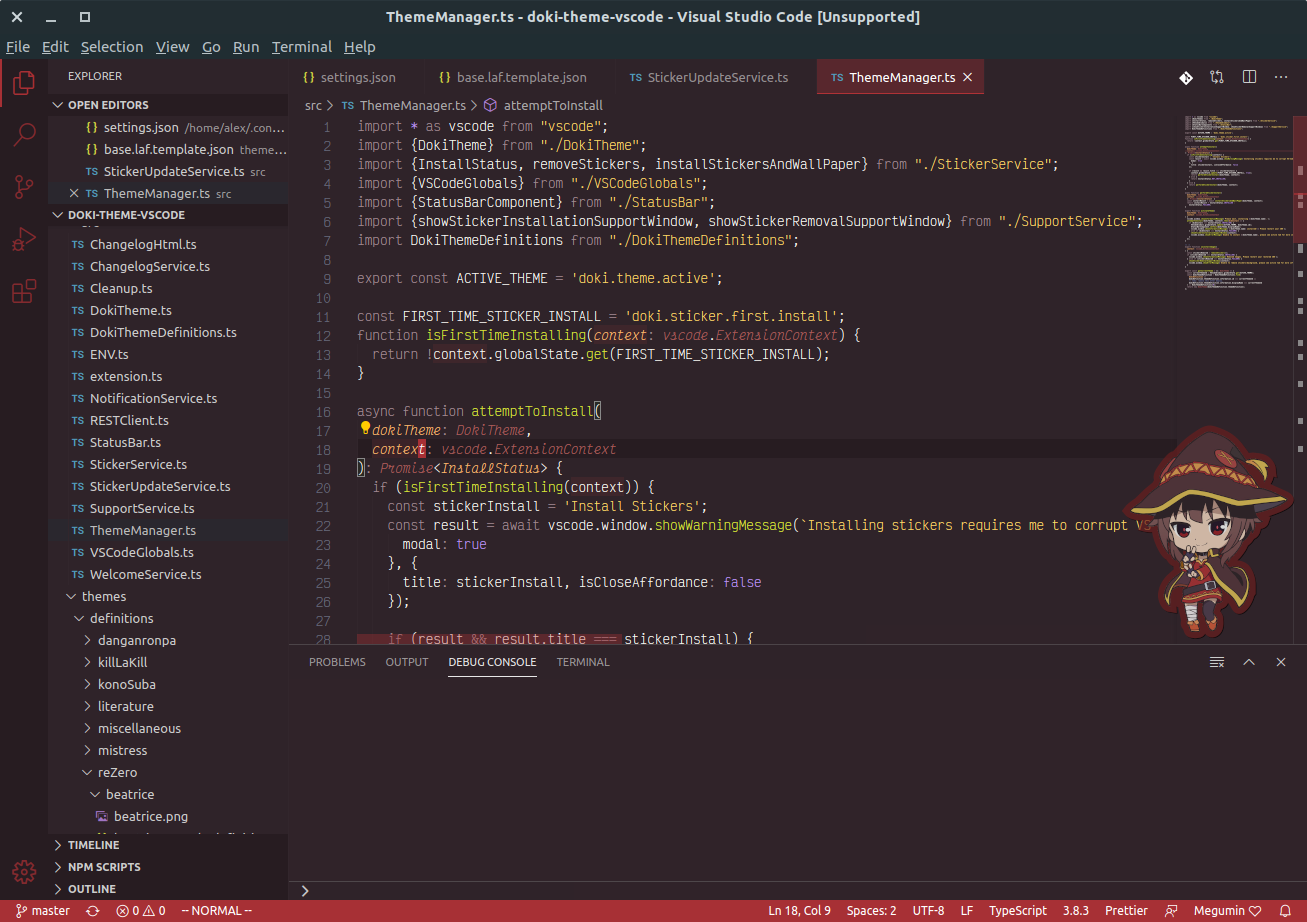 ThemeManager.ts - doki-theme-vscode - Visual Studio Code [Unsupported]
File Edit Selection View Go Run Terminal Help
EXPLORER
OPEN EDITORS
{} settings.json /home/alex/.con...
{} base.laf.template.json theme...
TS StickerUpdateService.ts src
TS ThemeManager.ts src
DOKI-THEME-VSCODE
TS ChangelogHtml.ts
TS ChangelogService.ts
TS Cleanup.ts
TS DokiTheme.ts
TS DokiThemeDefinitions.ts
TS ENV.ts
TS extension.ts
TS NotificationService.ts
TS RESTClient.ts
TS StatusBar.ts
TS StickerService.ts
TS StickerUpdateService.ts
TS SupportService.ts
TS ThemeManager.ts
TS VSCodeGlobals.ts
TS WelcomeService.ts
themes
definitions
danganronpa
killLaKill
konoSuba
literature
miscellaneous
mistress
reZero
beatrice
beatrice.png
TIMELINE
NPM SCRIPTS
OUTLINE
{} settings.json {} base.laf.template.json TS StickerUpdateService.ts TS ThemeManager.ts
src > TS ThemeManager.ts > attemptToInstall
1 import * as vscode from "vscode";
2 import {DokiTheme} from "./DokiTheme";
3 import {InstallStatus, removeStickers, installStickersAndWallPaper} from "./StickerService";
4 import {VSCodeGlobals} from "./VSCodeGlobals";
5 import {StatusBarComponent} from "./StatusBar";
6 import {showStickerInstallationSupportWindow, showStickerRemovalSupportWindow} from "./SupportService";
7 import DokiThemeDefinitions from "./DokiThemeDefinitions";
8
9 export const ACTIVE_THEME = 'doki.theme.active';
10
11 const FIRST_TIME_STICKER_INSTALL = 'doki.sticker.first.install';
12 function isFirstTimeInstalling(context: vscode.ExtensionContext) {
13 return !context.globalState.get(FIRST_TIME_STICKER_INSTALL);
14 }
15
16 async function attemptToInstall(
17 dokiTheme: DokiTheme,
18 context: vscode.ExtensionContext
19 ): Promise<InstallStatus> {
20 if (isFirstTimeInstalling(context)) {
21 const stickerInstall = 'Install Stickers';
22 const result = await vscode.window.showWarningMessage(`Installing stickers requires me to corrupt VS
23 modal: true
24 }, {
25 title: stickerInstall, isCloseAffordance: false
26 });
27
28 if (result && result.title === stickerInstall) {
PROBLEMS OUTPUT DEBUG CONSOLE TERMINAL
master 0 0 -- NORMAL -- Ln 18, Col 9 Spaces: 2 UTF-8 LF TypeScript 3.8.3 Prettier Megumin ♡